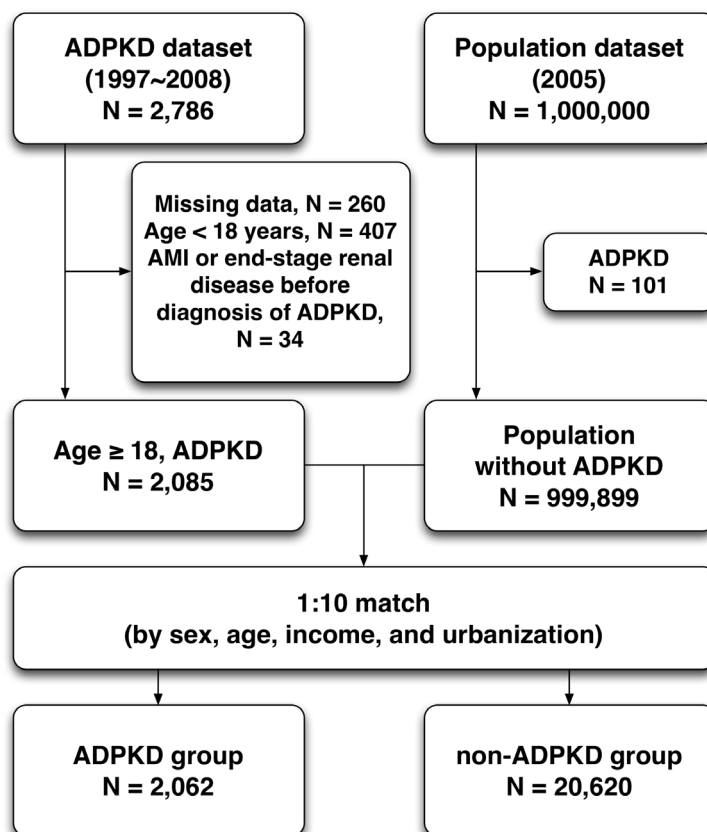 ADPKD dataset
(1997~2008)
N = 2,786
Population dataset
(2005)
N = 1,000,000
Missing data, N = 260
Age < 18 years, N = 407
AMI or end-stage renal
disease before
diagnosis of ADPKD,
N = 34
ADPKD
N = 101
Age ≥ 18, ADPKD
N = 2,085
Population
without ADPKD
N = 999,899
1:10 match
(by sex, age, income, and urbanization)
ADPKD group
N = 2,062
non-ADPKD group
N = 20,620